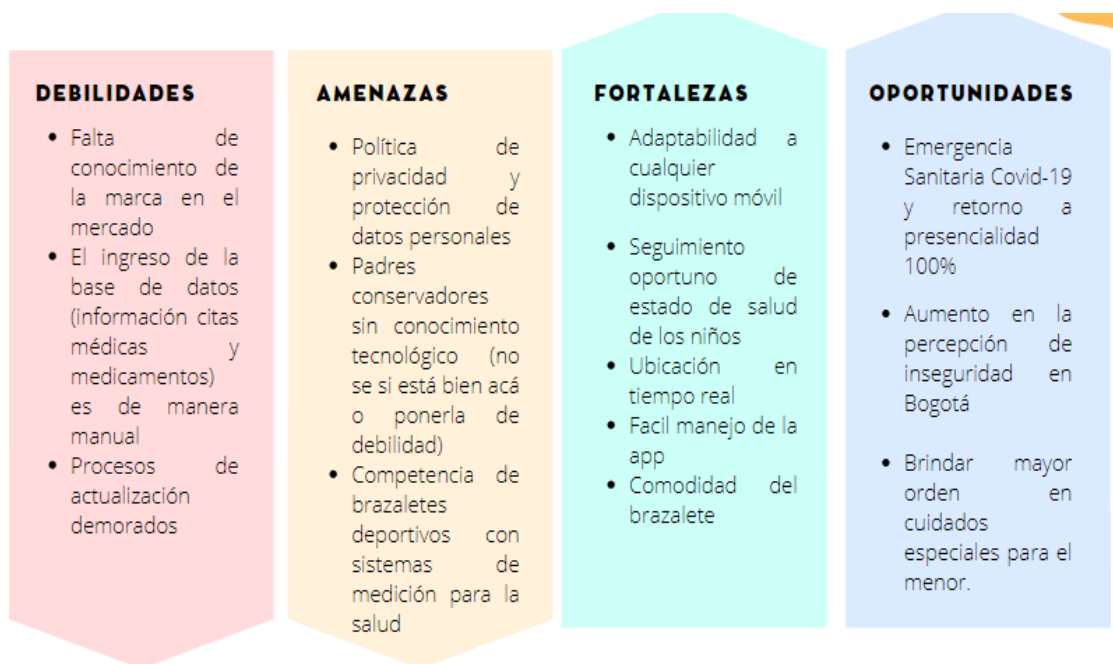 DEBILIDADES
Falta de
conocimiento de
la marca en el
mercado
El ingreso de la
base de datos
(información citas
médicas y
medicamentos)
es de manera
manual
Procesos de
actualización
demorados
AMENAZAS
Política de
privacidad y
protección de
datos personales
Padres
conservadores
sin conocimiento
tecnológico (no
se si está bien acá
o ponerla de
debilidad)
Competencia de
brazaletes
deportivos con
sistemas de
medición para la
salud
FORTALEZAS
Adaptabilidad a
cualquier
dispositivo móvil
Seguimiento
oportuno de
estado de salud
de los niños
Ubicación en
tiempo real
Facil manejo de la
app
Comodidad del
brazalete
OPORTUNIDADES
Emergencia
Sanitaria Covid-19
y retorno a
presencialidad
100%
Aumento en la
percepción de
inseguridad en
Bogotá
Brindar mayor
orden en
cuidados
especiales para el
menor.